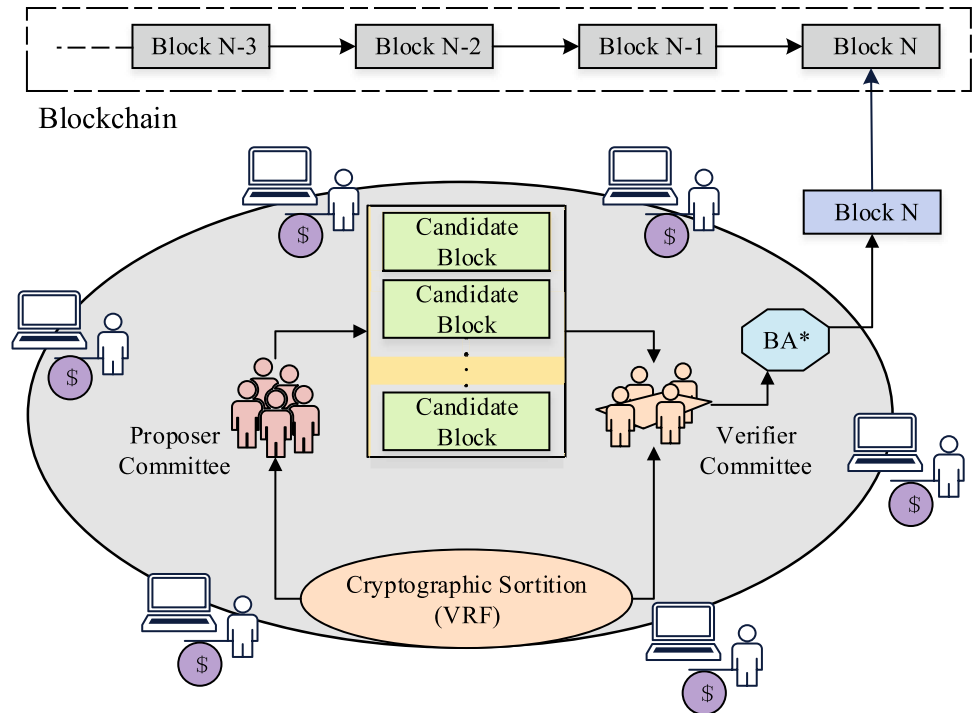 Block N-3
Block N-2
Block N-1
Block N
Blockchain
$
$
Block N
Candidate
Block
Candidate
Block
BA*
$
Candidate
Block
Proposer
Committee
Verifier
Committee
$
Cryptographic Sortition
(VRF)
$
$